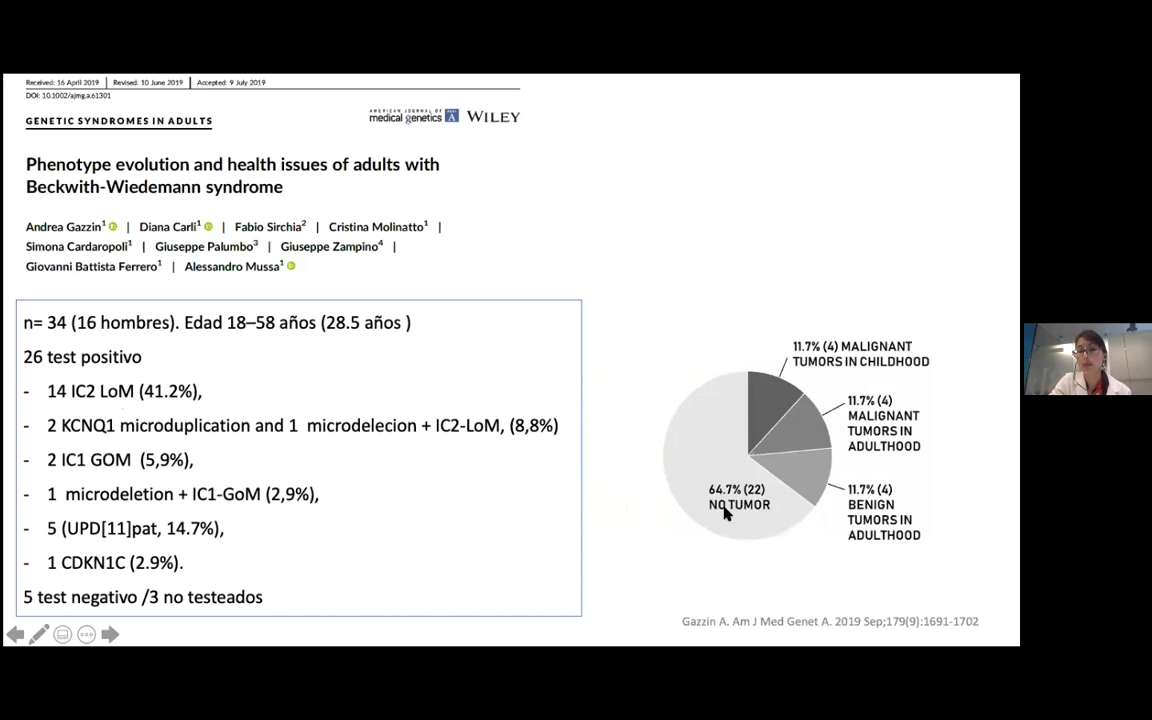 Received: 16 April 2019 | Revised: 10 June 2019 | Accepted: 9 July 2019
DOI: 10.1002/ajmg.a.61301
GENETIC SYNDROMES IN ADULTS
AMERICAN JOURNAL OF
medical genetics A WILEY
Phenotype evolution and health issues of adults with
Beckwith-Wiedemann syndrome
Andrea Gazzin1 | Diana Carli1 | Fabio Sirchia2 | Cristina Molinatto1 |
Simona Cardaropoli1 | Giuseppe Palumbo3 | Giuseppe Zampino4 |
Giovanni Battista Ferrero1 | Alessandro Mussa1
n= 34 (16 hombres). Edad 18–58 años (28.5 años )
26 test positivo
- 14 IC2 LoM (41.2%),
- 2 KCNQ1 microduplication and 1 microdelecion + IC2-LoM, (8,8%)
- 2 IC1 GOM (5,9%),
- 1 microdeletion + IC1-GoM (2,9%),
- 5 (UPD[11]pat, 14.7%),
- 1 CDKN1C (2.9%).
5 test negativo /3 no testeados
11.7% (4) MALIGNANT
TUMORS IN CHILDHOOD
11.7% (4)
MALIGNANT
TUMORS IN
ADULTHOOD
64.7% (22)
NO TUMOR
11.7% (4)
BENIGN
TUMORS IN
ADULTHOOD
Gazzin A. Am J Med Genet A. 2019 Sep;179(9):1691-1702